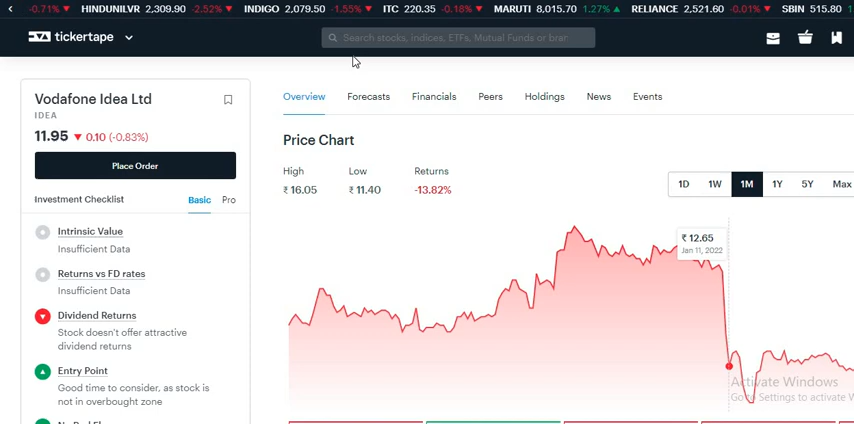 -0.71% ▼ HINDUNILVR 2,309.90 -2.52% ▼ INDIGO 2,079.50 -1.55% ▼ ITC 220.35 -0.18% ▼ MARUTI 8,015.70 1.27% ▲ RELIANCE 2,521.60 -0.01% ▼ SBIN 515.80
tickertape
Search stocks, indices, ETFs, Mutual Funds or bran
Vodafone Idea Ltd
IDEA
11.95 ▼ 0.10 (-0.83%)
Place Order
Investment Checklist Basic Pro
Intrinsic Value
Insufficient Data
Returns vs FD rates
Insufficient Data
Dividend Returns
Stock doesn't offer attractive
dividend returns
Entry Point
Good time to consider, as stock is
not in overbought zone
Overview Forecasts Financials Peers Holdings News Events
Price Chart
High Low Returns
₹ 16.05 ₹ 11.40 -13.82%
1D 1W 1M 1Y 5Y Max
₹ 12.65
Jan 11, 2022
Activate Windows
Go to Settings to activate W